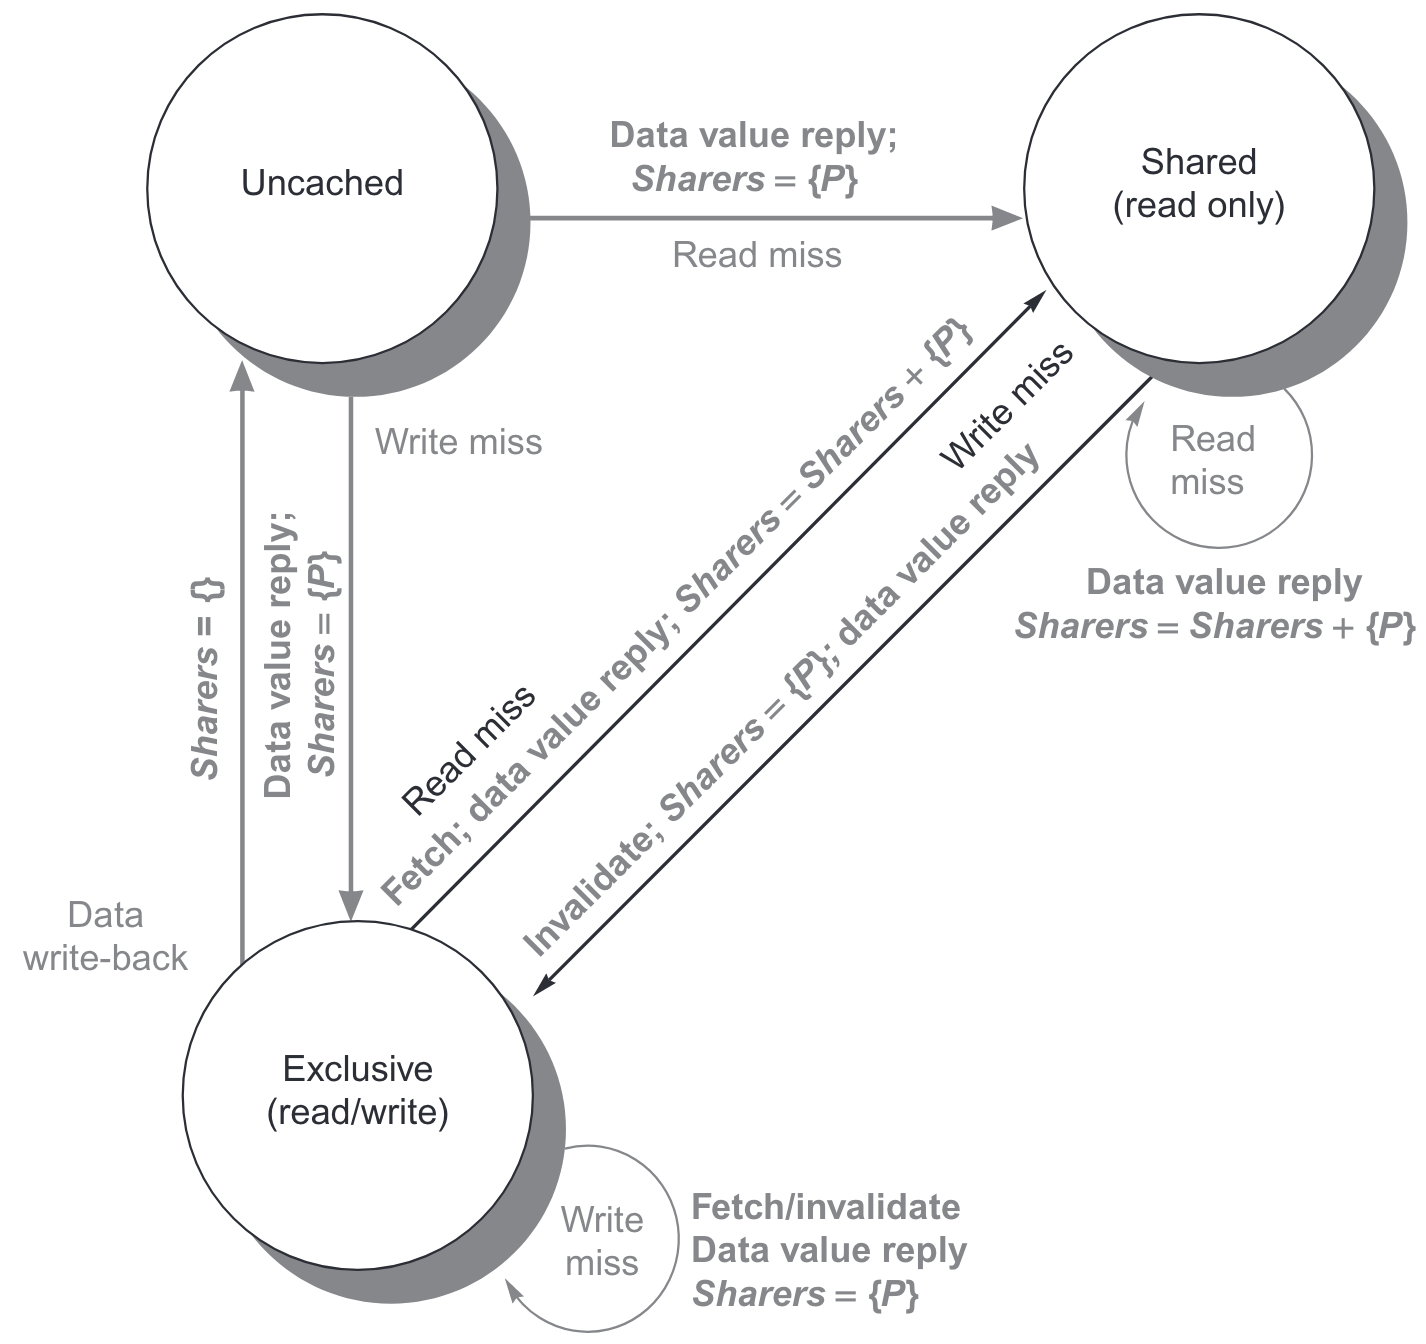 Uncached
Data value reply;
Sharers = {P}
Read miss
Shared
(read only)
Write miss
Sharers = {}
Data value reply;
Sharers = {P}
Data
write-back
Read miss
Fetch; data value reply; Sharers = Sharers + {P}
Write miss
Invalidate; Sharers = {P}; data value reply
Read
miss
Data value reply
Sharers = Sharers + {P}
Exclusive
(read/write)
Write
miss
Fetch/invalidate
Data value reply
Sharers = {P}